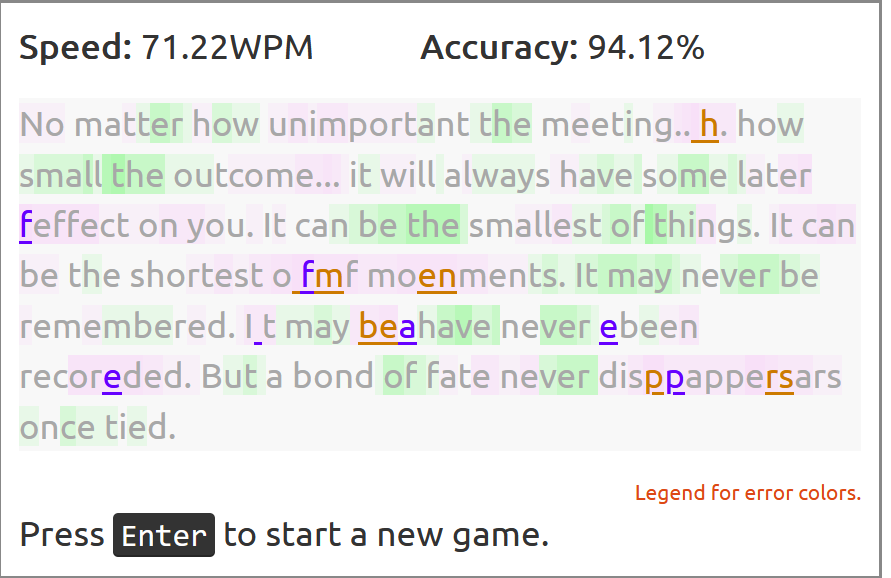 Speed: 71.22WPM Accuracy: 94.12%
No matter how unimportant the meeting.. h. how
small the outcome... it will always have some later
feffect on you. It can be the smallest of things. It can
be the shortest o fmf moenments. It may never be
remembered. I t may beahave never ebeen
recoreded. But a bond of fate never disppappersars
once tied.
Legend for error colors.
Press Enter to start a new game.